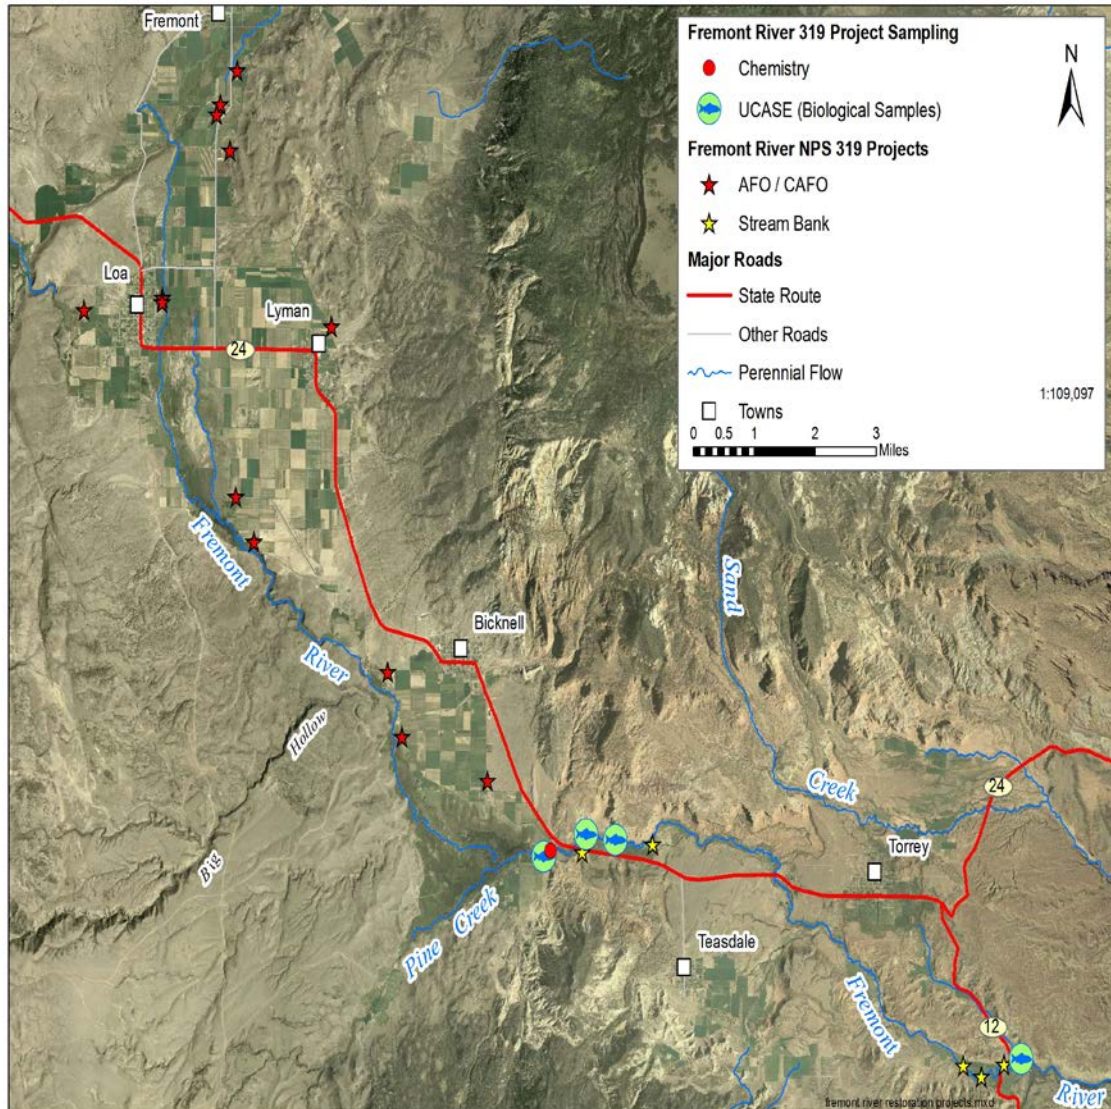 Fremont
Fremont River 319 Project Sampling
Chemistry
UCASE (Biological Samples)
Fremont River NPS 319 Projects
AFO / CAFO
Stream Bank
Major Roads
State Route
Other Roads
Perennial Flow
Towns
N
1:109,097
0 0.5 1 2 3
Miles
Loa
Lyman
24
Fremont
River
Bicknell
Sand
Creek
Big
Hollow
24
Torrey
Pine Creek
Teasdale
Fremont
River
12
fremont river restoration projects.mxd